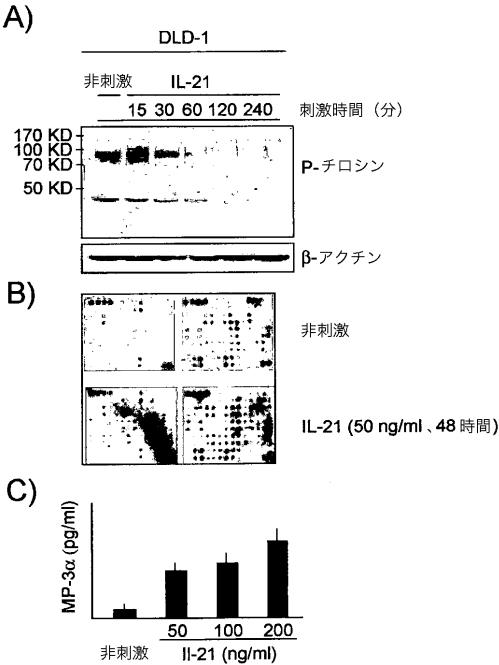 A)
DLD-1
非刺激 IL-21
15 30 60 120 240 刺激時間（分）
170 KD
100 KD
70 KD
50 KD
P-チロシン
β-アクチン
B)
非刺激
IL-21 (50 ng/ml、48 時間)
C)
MP-3α (pg/ml)
50 100 200
非刺激 Il-21 (ng/ml)